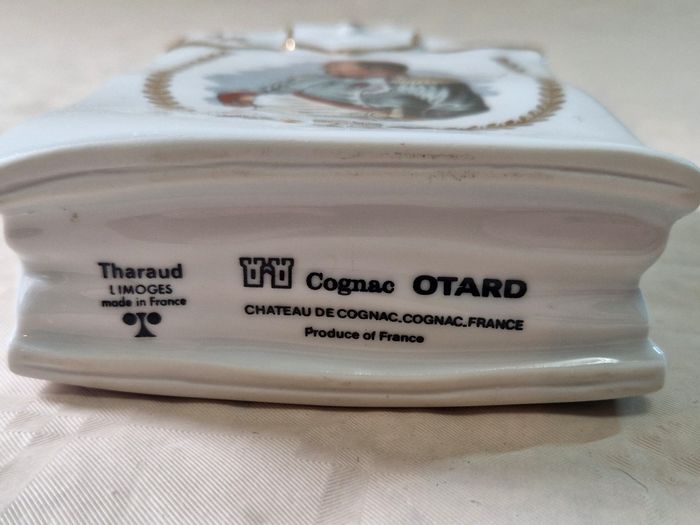 Tharaud
LIMOGES
made in France
Cognac OTARD
CHATEAU DE COGNAC.COGNAC.FRANCE
Produce of France